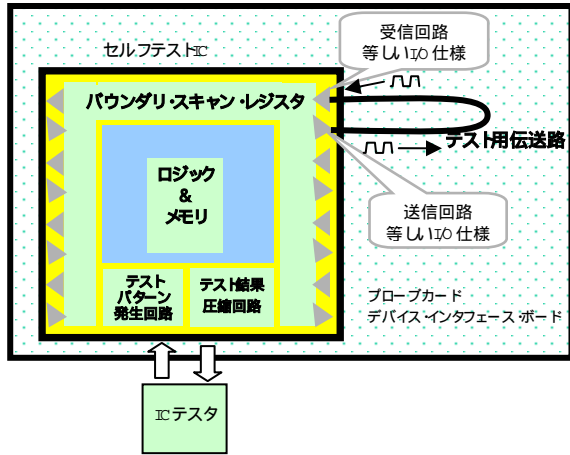 セルフテストIC
受信回路
等しいI/O仕様
バウンダリ・スキャン・レジスタ
テスト用伝送路
ロジック
&
メモリ
送信回路
等しいI/O仕様
テスト
パターン
発生回路
テスト結果
圧縮回路
プローブカード
デバイス・インタフェース・ボード
ICテスタ